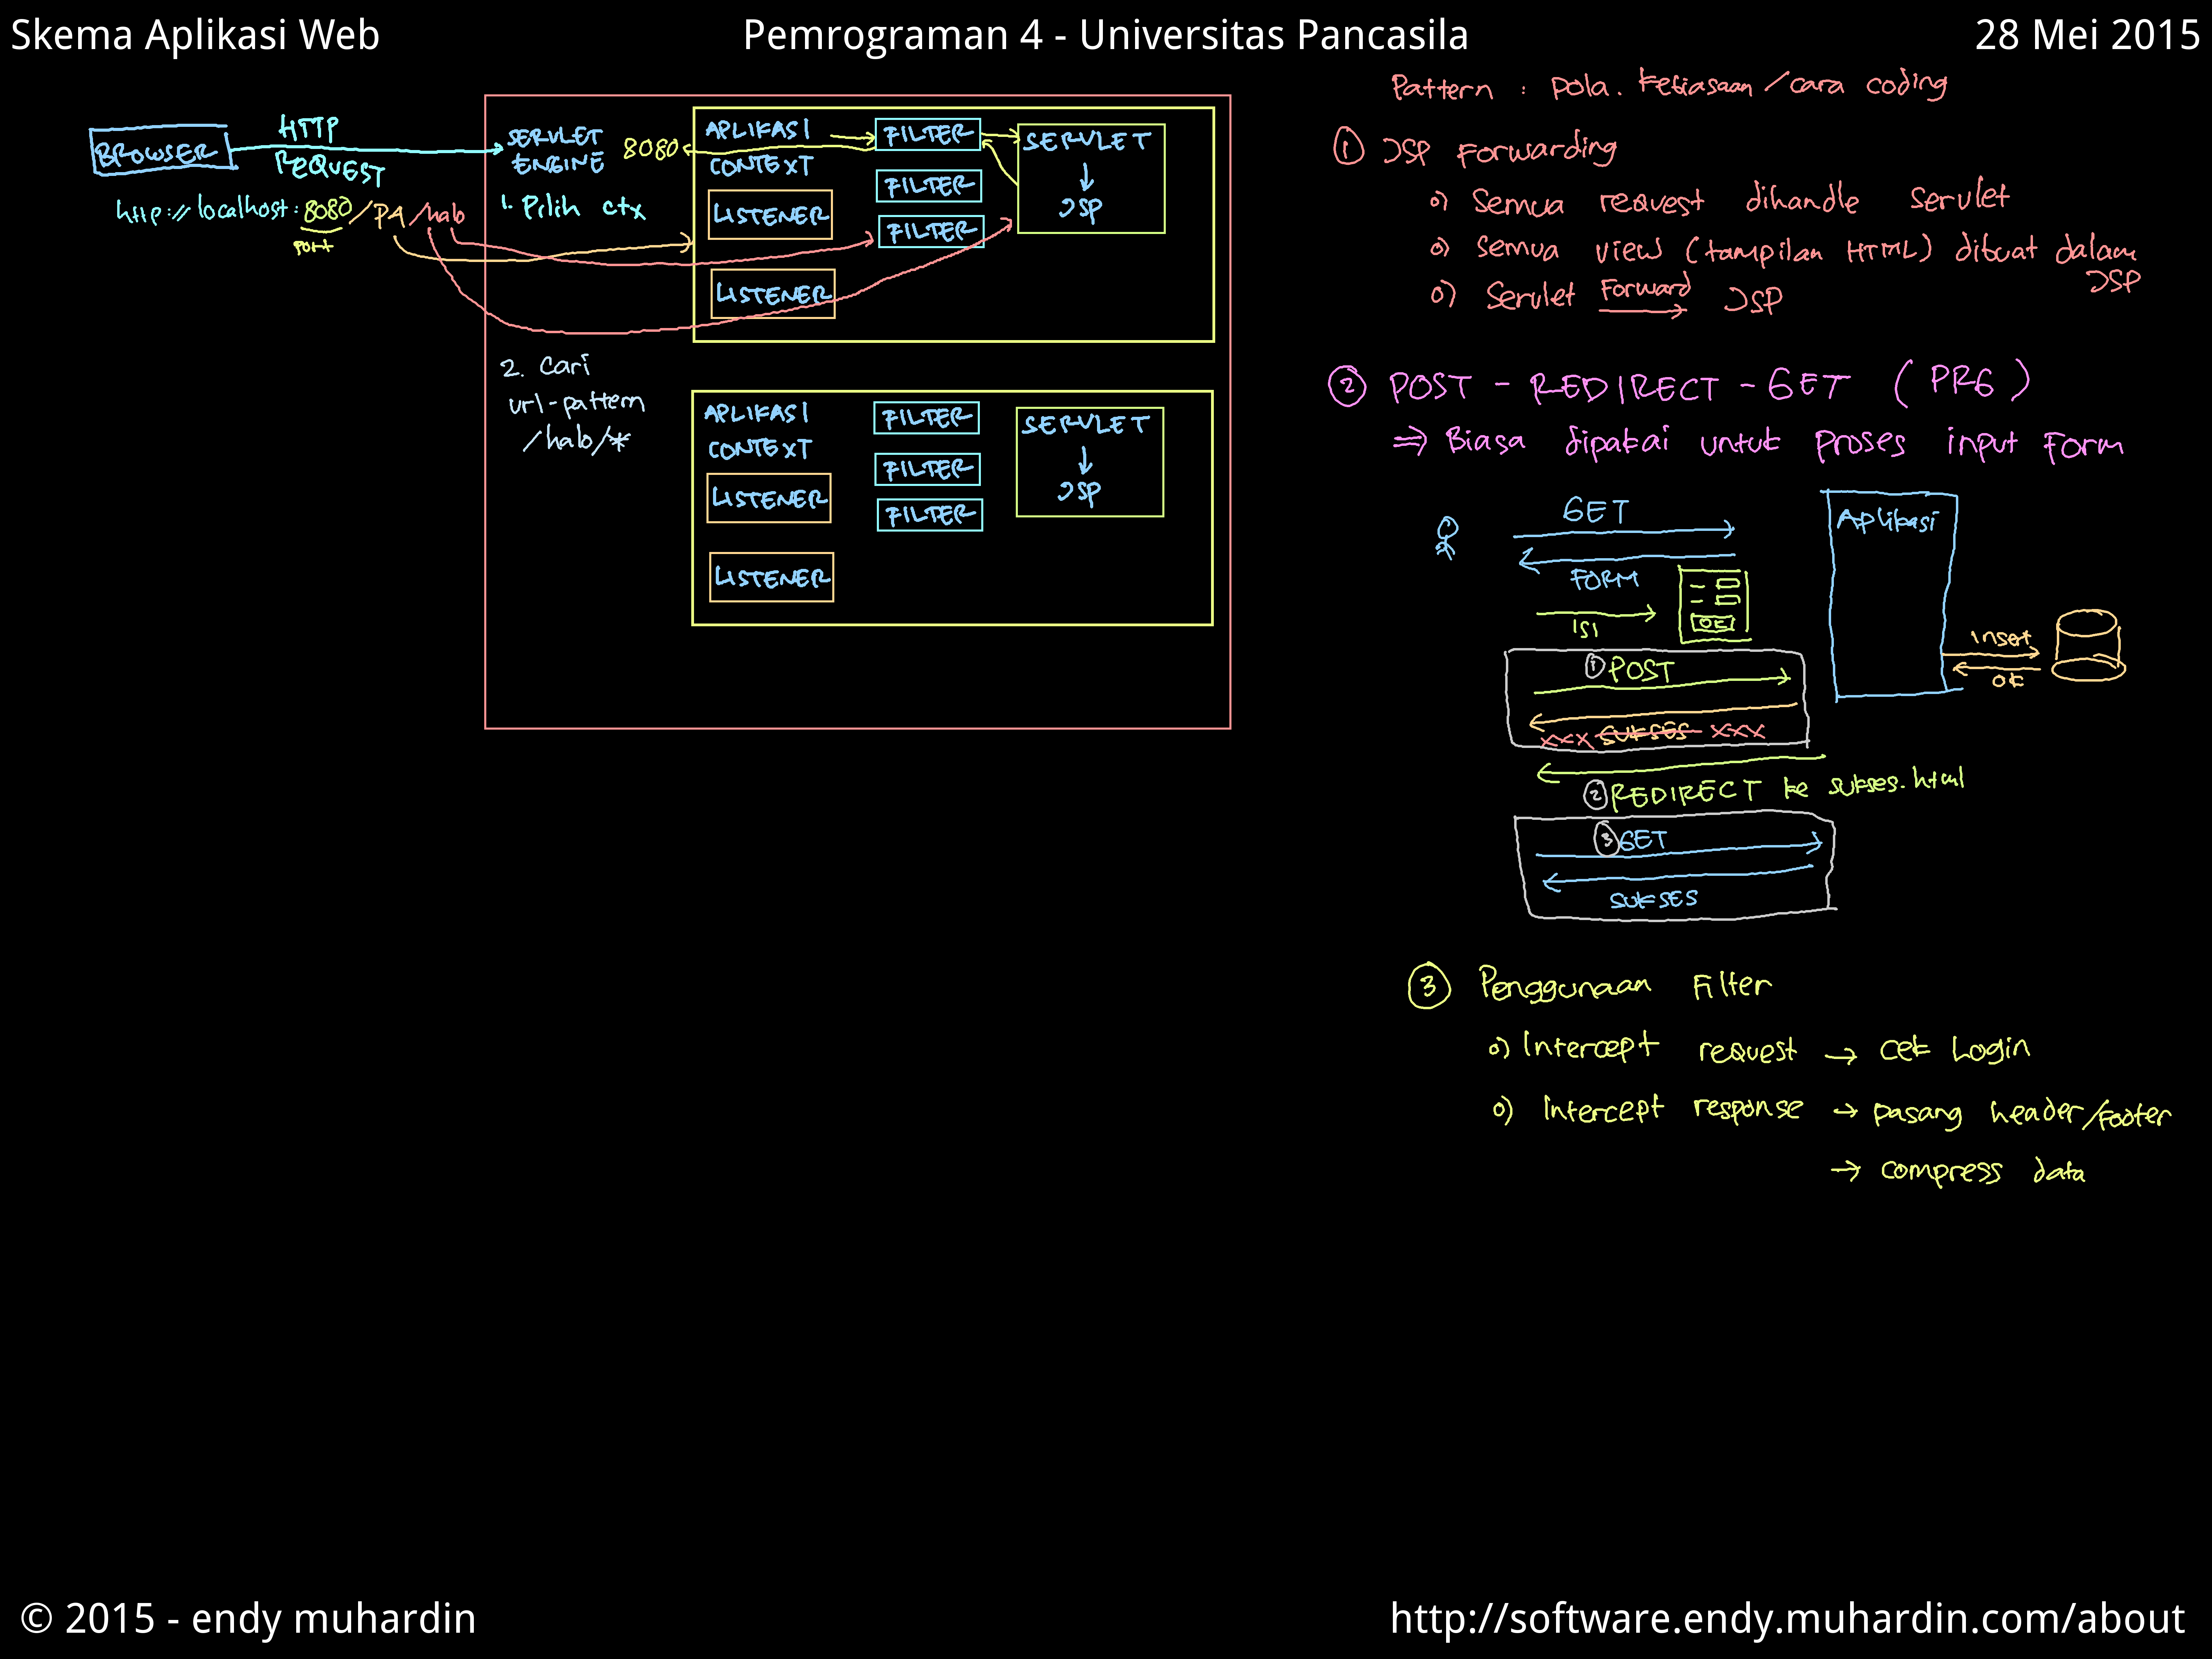 Skema Aplikasi Web
Pemrograman 4 - Universitas Pancasila
28 Mei 2015
BROWSER
HTTP
REQUEST
http://localhost:8080/PA/halo
port
SERVLET
ENGINE
8080
1. Pilih ctx
2. Cari
url-pattern
/halo/*
APLIKASI
CONTEXT
LISTENER
LISTENER
FILTER
FILTER
FILTER
SERVLET
JSP
APLIKASI
CONTEXT
LISTENER
LISTENER
FILTER
FILTER
FILTER
SERVLET
JSP
Pattern : pola. kebiasaan/cara coding
1 JSP Forwarding
o) Semua request dihandle servlet
o) Semua view (tampilan HTML) dibuat dalam
JSP
o) Servlet Forward JSP
2 POST - REDIRECT - GET (PRG)
⇒ Biasa dipakai untuk proses input form
GET
FORM
ISI
OK
Aplikasi
insert
ok
1 POST
xxx SUKSES xxx
2 REDIRECT ke sukses.html
3 GET
SUKSES
3 Penggunaan Filter
o) Intercept request → cek Login
o) Intercept response → pasang header/footer
→ compress data
© 2015 - endy muhardin
http://software.endy.muhardin.com/about